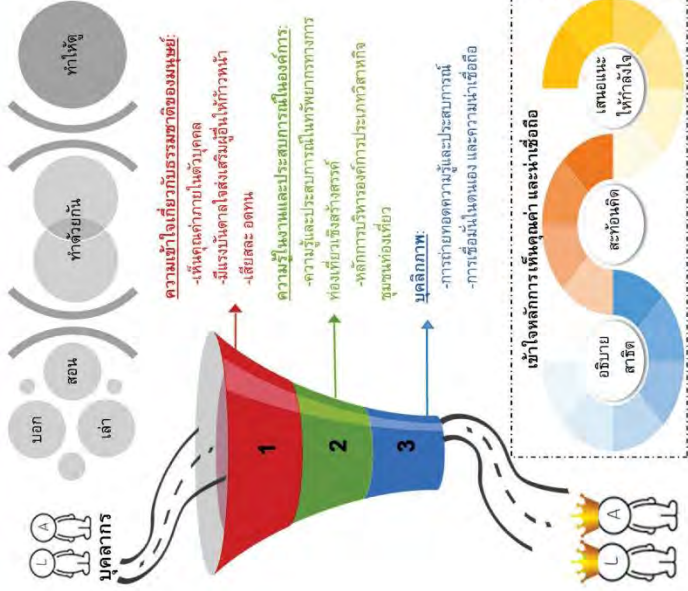 บอก
สอน
เล่า
ทำด้วยกัน
ทำให้ดู
L
A
บุคลากร
1
2
3
ความเข้าใจเกี่ยวกับธรรมชาติของมนุษย์:
-เห็นคุณค่าภายในตัวบุคคล
-มีแรงบันดาลใจส่งเสริมผู้อื่นให้ก้าวหน้า
-เสียสละ อดทน
ความรู้ในงานและประสบการณ์ในองค์การ:
-ความรู้และประสบการณ์ในทรัพยากรทางการ
ท่องเที่ยวเชิงสร้างสรรค์
-หลักการบริหารองค์การประเภทวิสาหกิจ
ชุมชนท่องเที่ยว
บุคลิกภาพ:
-การถ่ายทอดความรู้และประสบการณ์
-การเชื่อมั่นในตนเอง และความน่าเชื่อถือ
L
A
เข้าใจหลักการเห็นคุณค่า และน่าเชื่อถือ
อธิบาย
สาธิต
สะท้อนคิด
เสนอแนะ
ให้กำลังใจ